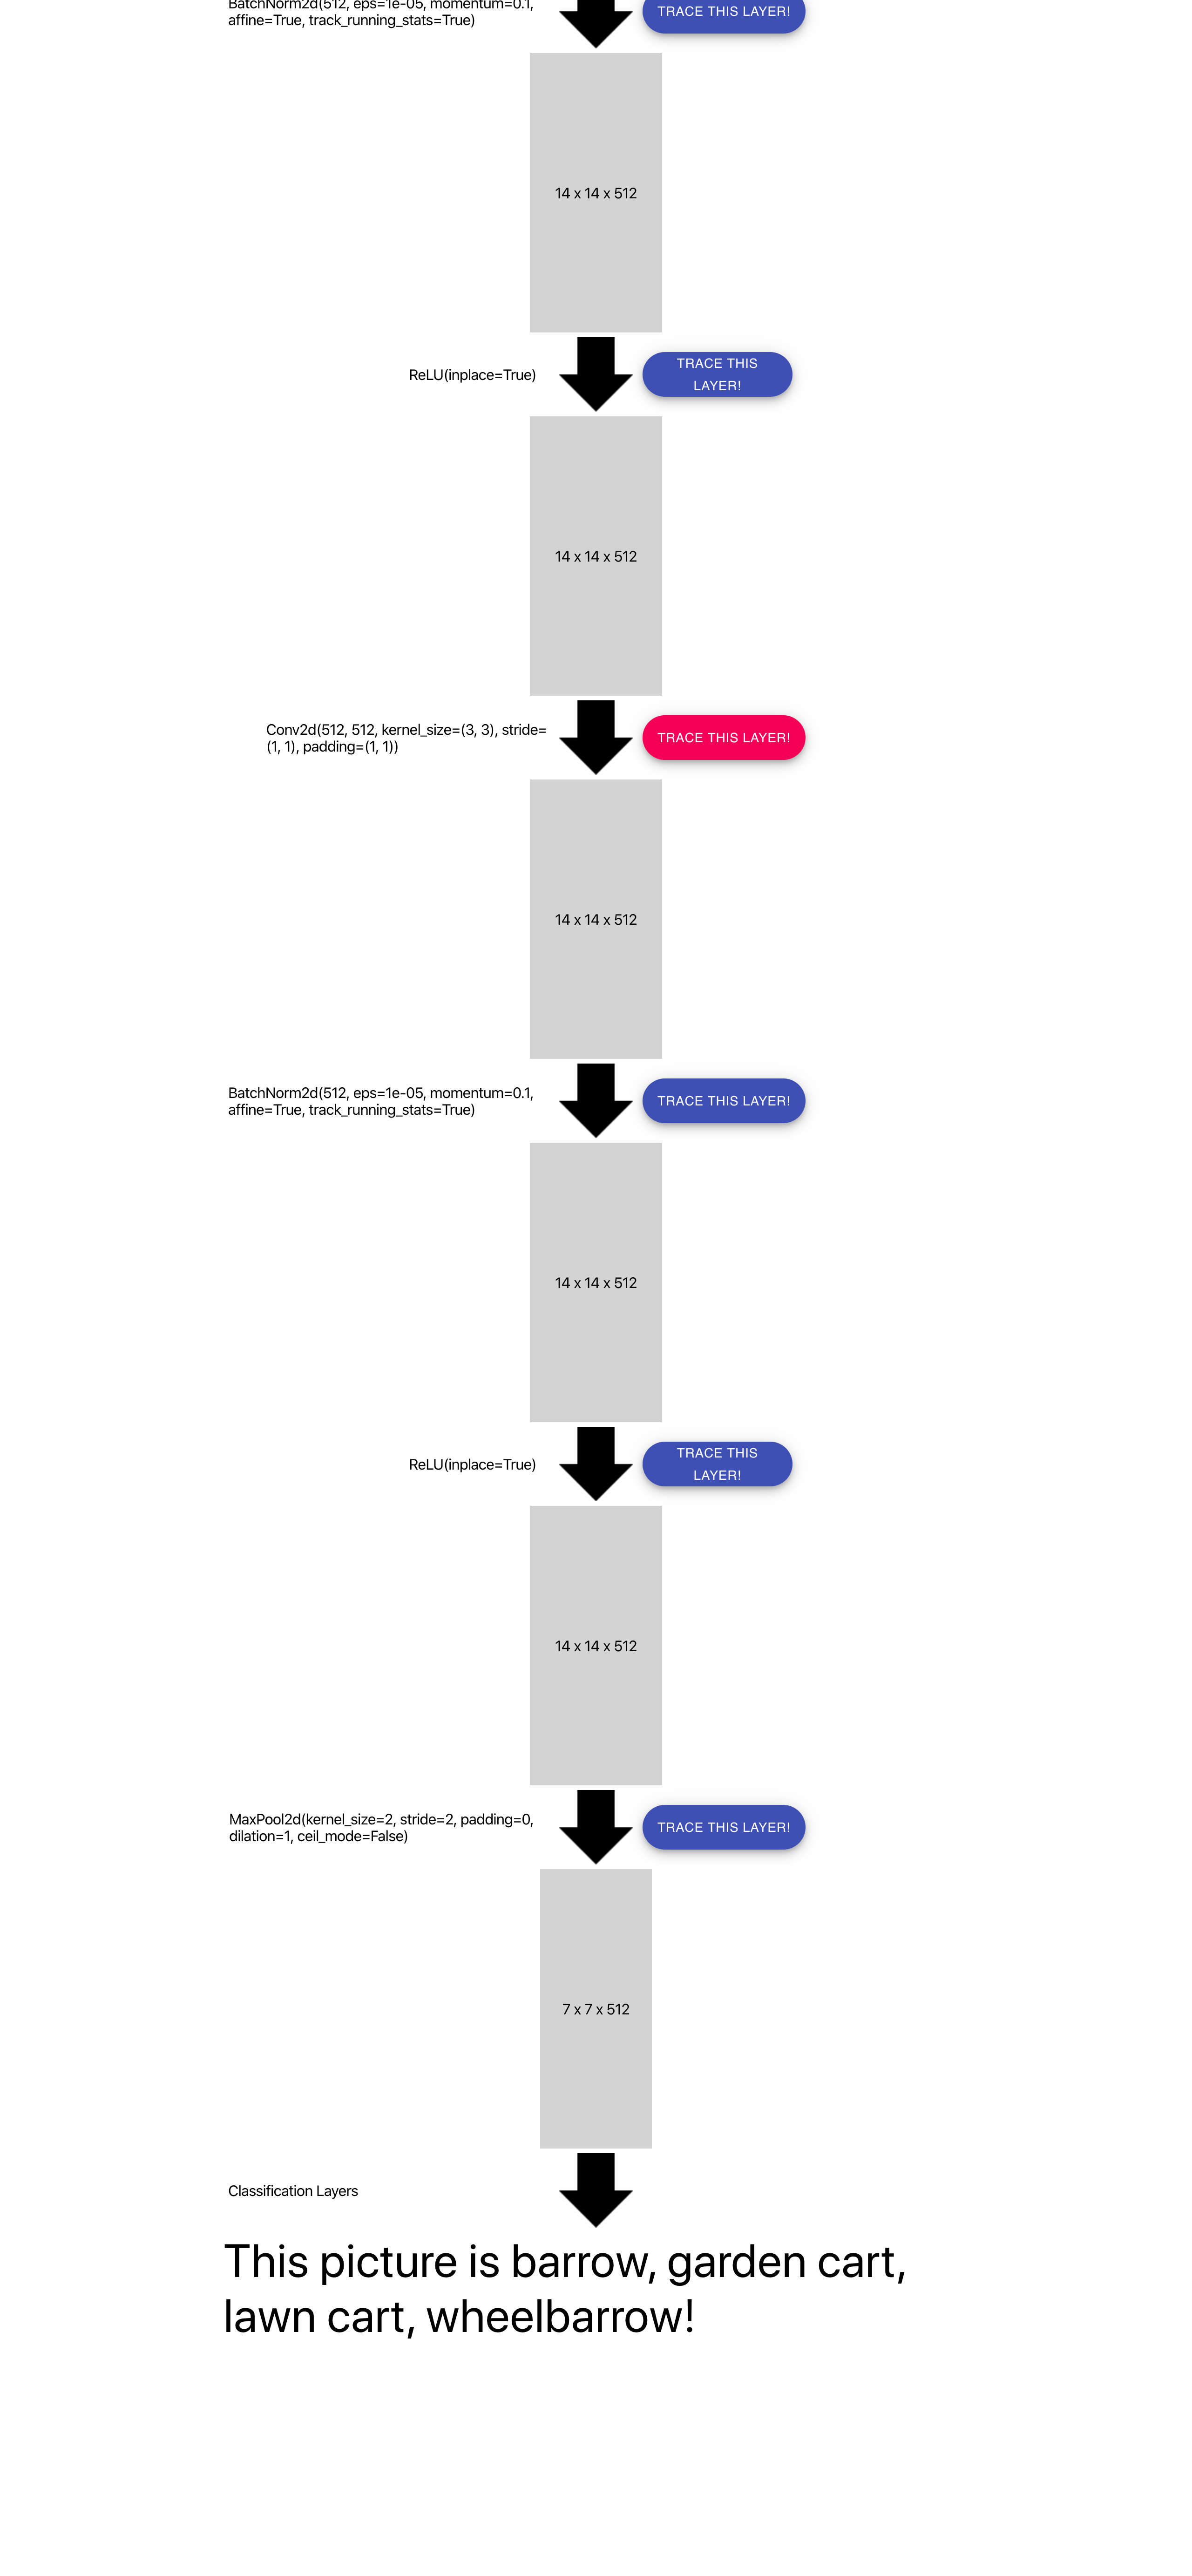 BatchNorm2d(512, eps=1e-05, momentum=0.1,
affine=True, track_running_stats=True)
TRACE THIS LAYER!
14 x 14 x 512
ReLU(inplace=True)
TRACE THIS
LAYER!
14 x 14 x 512
Conv2d(512, 512, kernel_size=(3, 3), stride=
(1, 1), padding=(1, 1))
TRACE THIS LAYER!
14 x 14 x 512
BatchNorm2d(512, eps=1e-05, momentum=0.1,
affine=True, track_running_stats=True)
TRACE THIS LAYER!
14 x 14 x 512
ReLU(inplace=True)
TRACE THIS
LAYER!
14 x 14 x 512
MaxPool2d(kernel_size=2, stride=2, padding=0,
dilation=1, ceil_mode=False)
TRACE THIS LAYER!
7 x 7 x 512
Classification Layers
This picture is barrow, garden cart,
lawn cart, wheelbarrow!